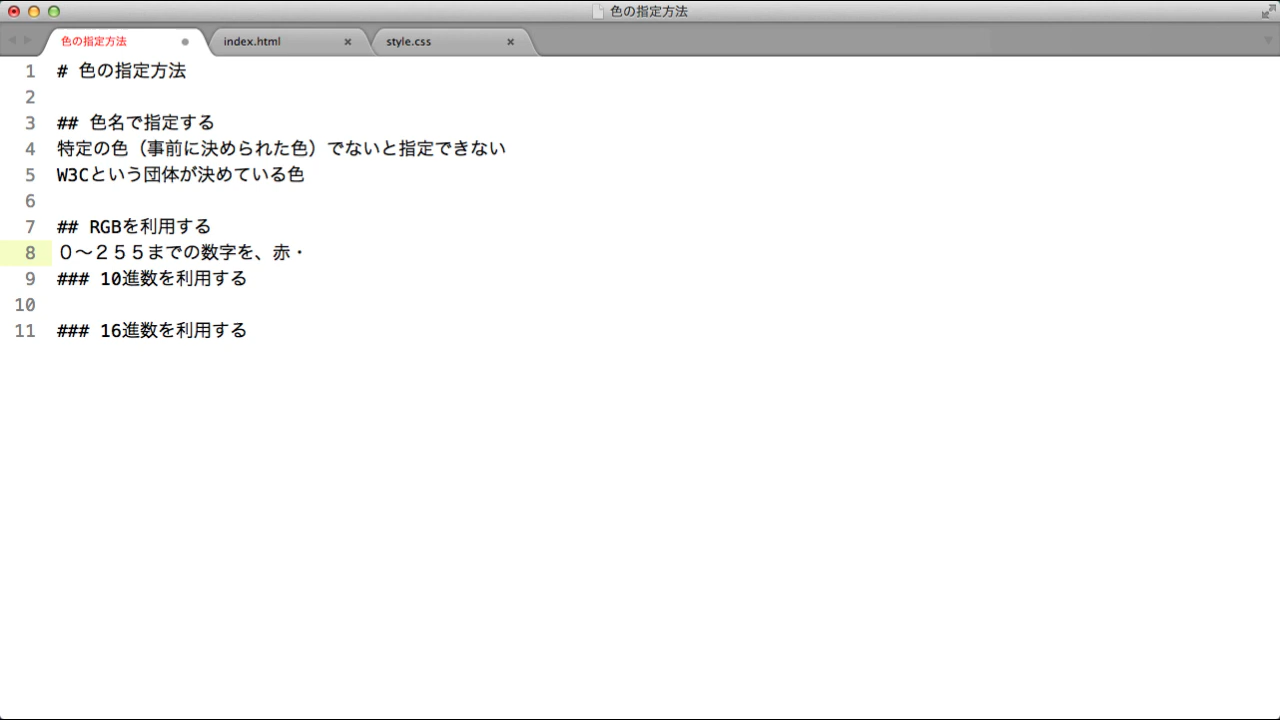 色の指定方法
色の指定方法
index.html
style.css
1 # 色の指定方法
2
3 ## 色名で指定する
4 特定の色（事前に決められた色）でないと指定できない
5 W3Cという団体が決めている色
6
7 ## RGBを利用する
8 ０〜２５５までの数字を、赤・
9 ### 10進数を利用する
10
11 ### 16進数を利用する